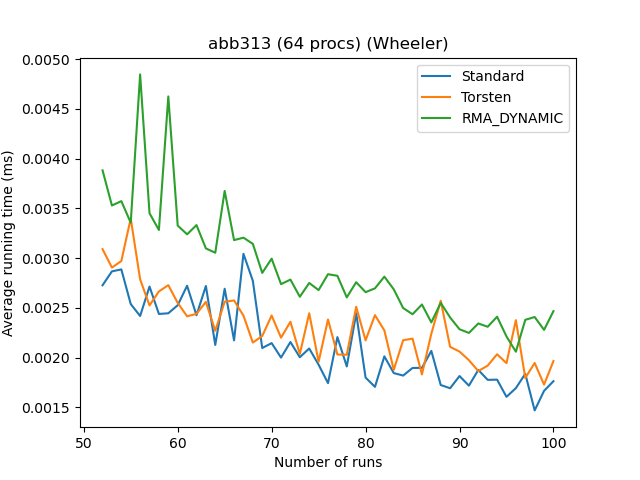 abb313 (64 procs) (Wheeler)
Standard
Torsten
RMA_DYNAMIC
0.0050
0.0045
0.0040
0.0035
0.0030
0.0025
0.0020
0.0015
Average running time (ms)
50 60 70 80 90 100
Number of runs